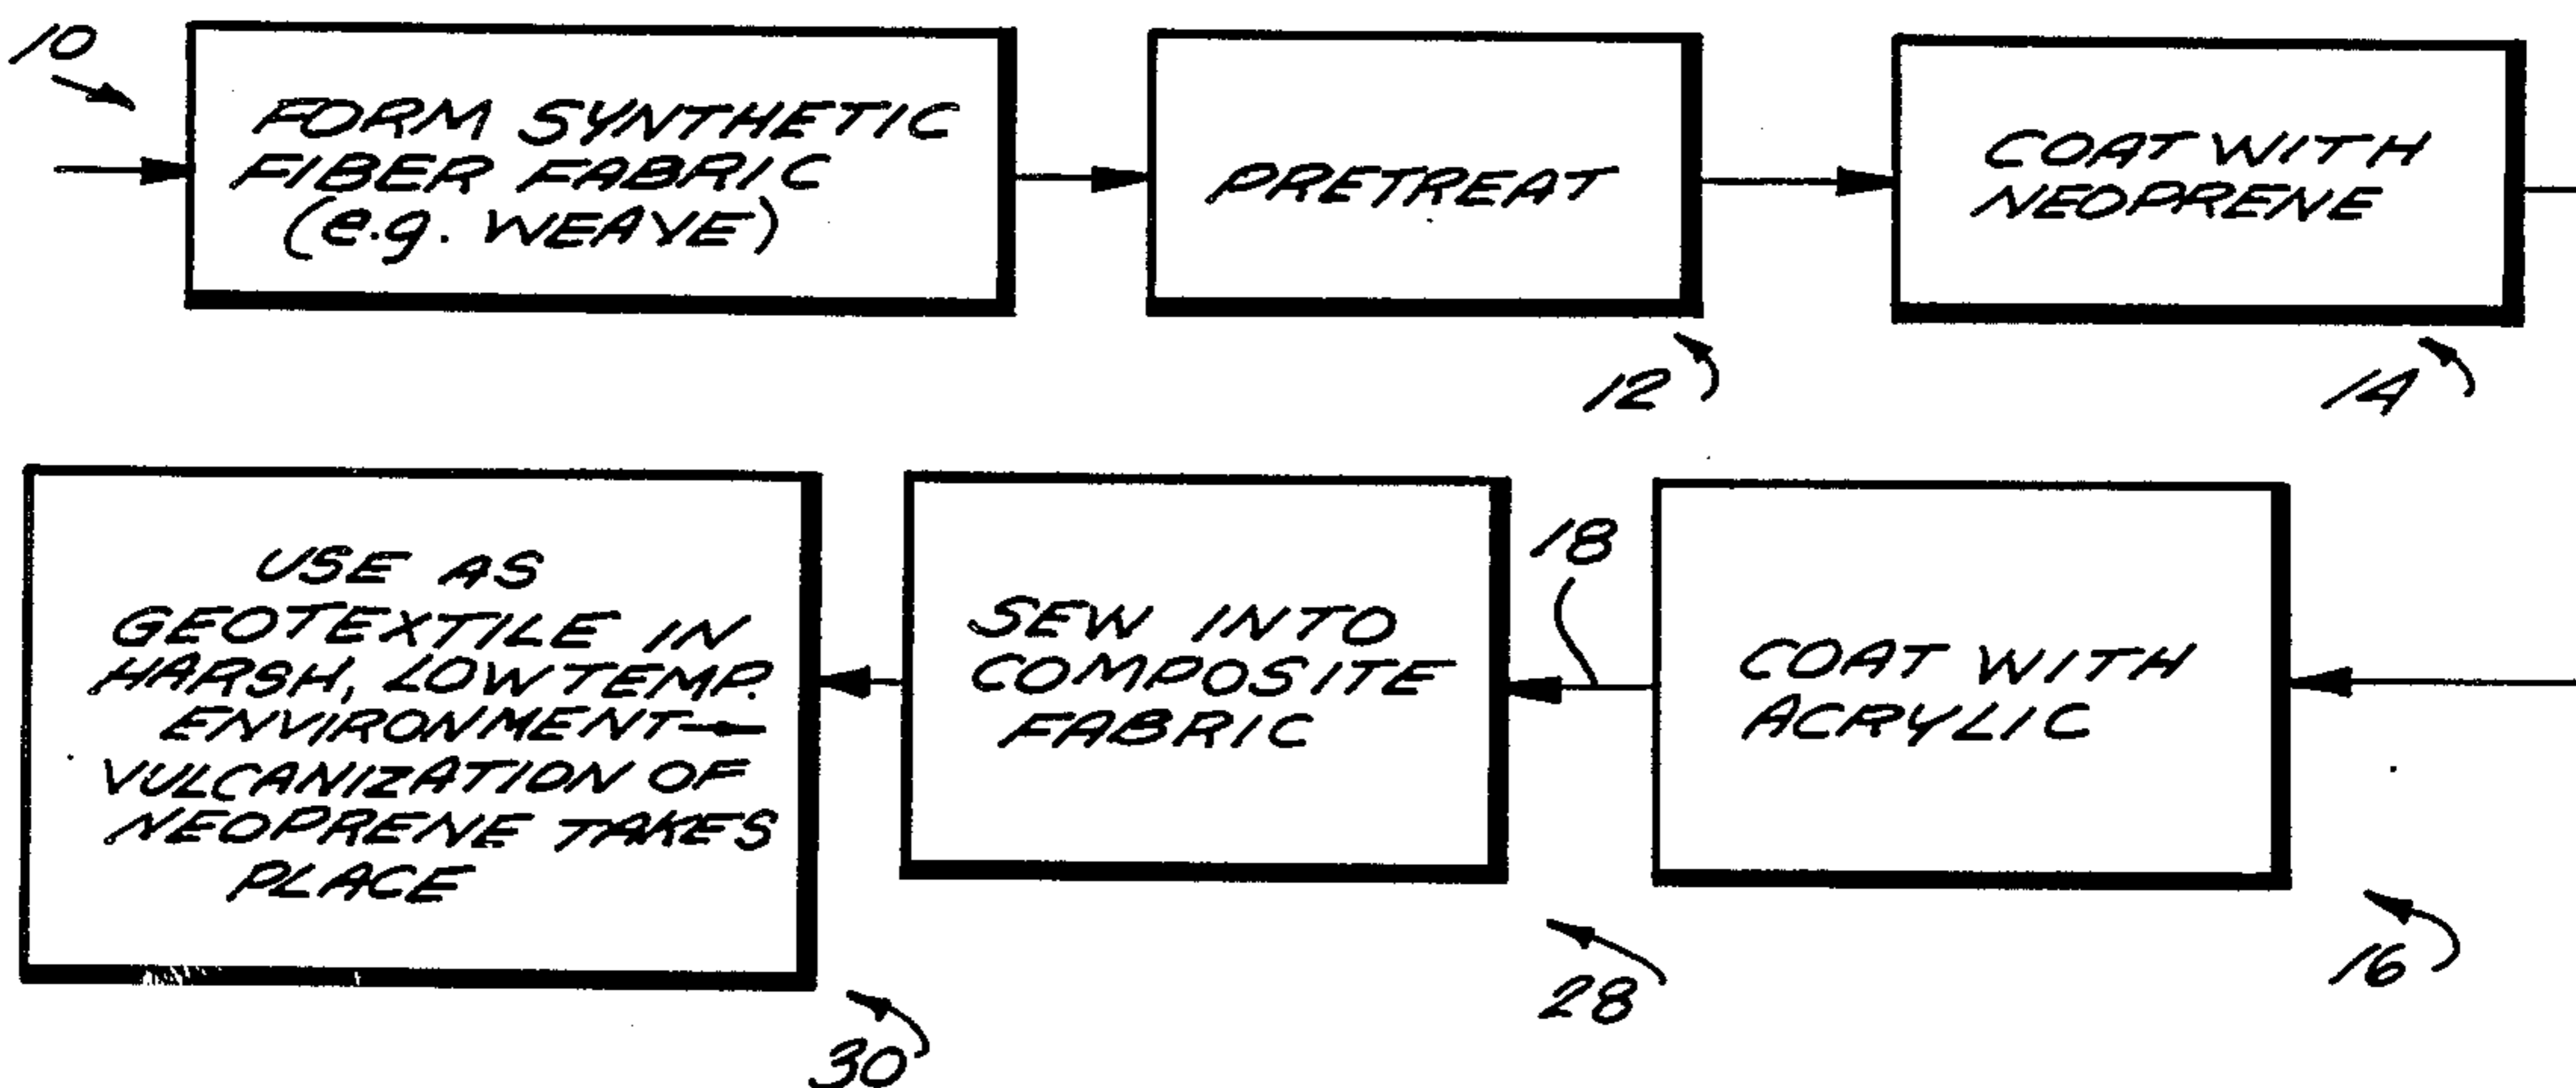 10
FORM SYNTHETIC
FIBER FABRIC
(e.g. WEAVE)
PRETREAT
12
COAT WITH
NEOPRENE
14
COAT WITH
ACRYLIC
16
18
SEW INTO
COMPOSITE
FABRIC
28
USE AS
GEOTEXTILE IN
HARSH, LOW TEMP.
ENVIRONMENT—
VULCANIZATION OF
NEOPRENE TAKES
PLACE
30